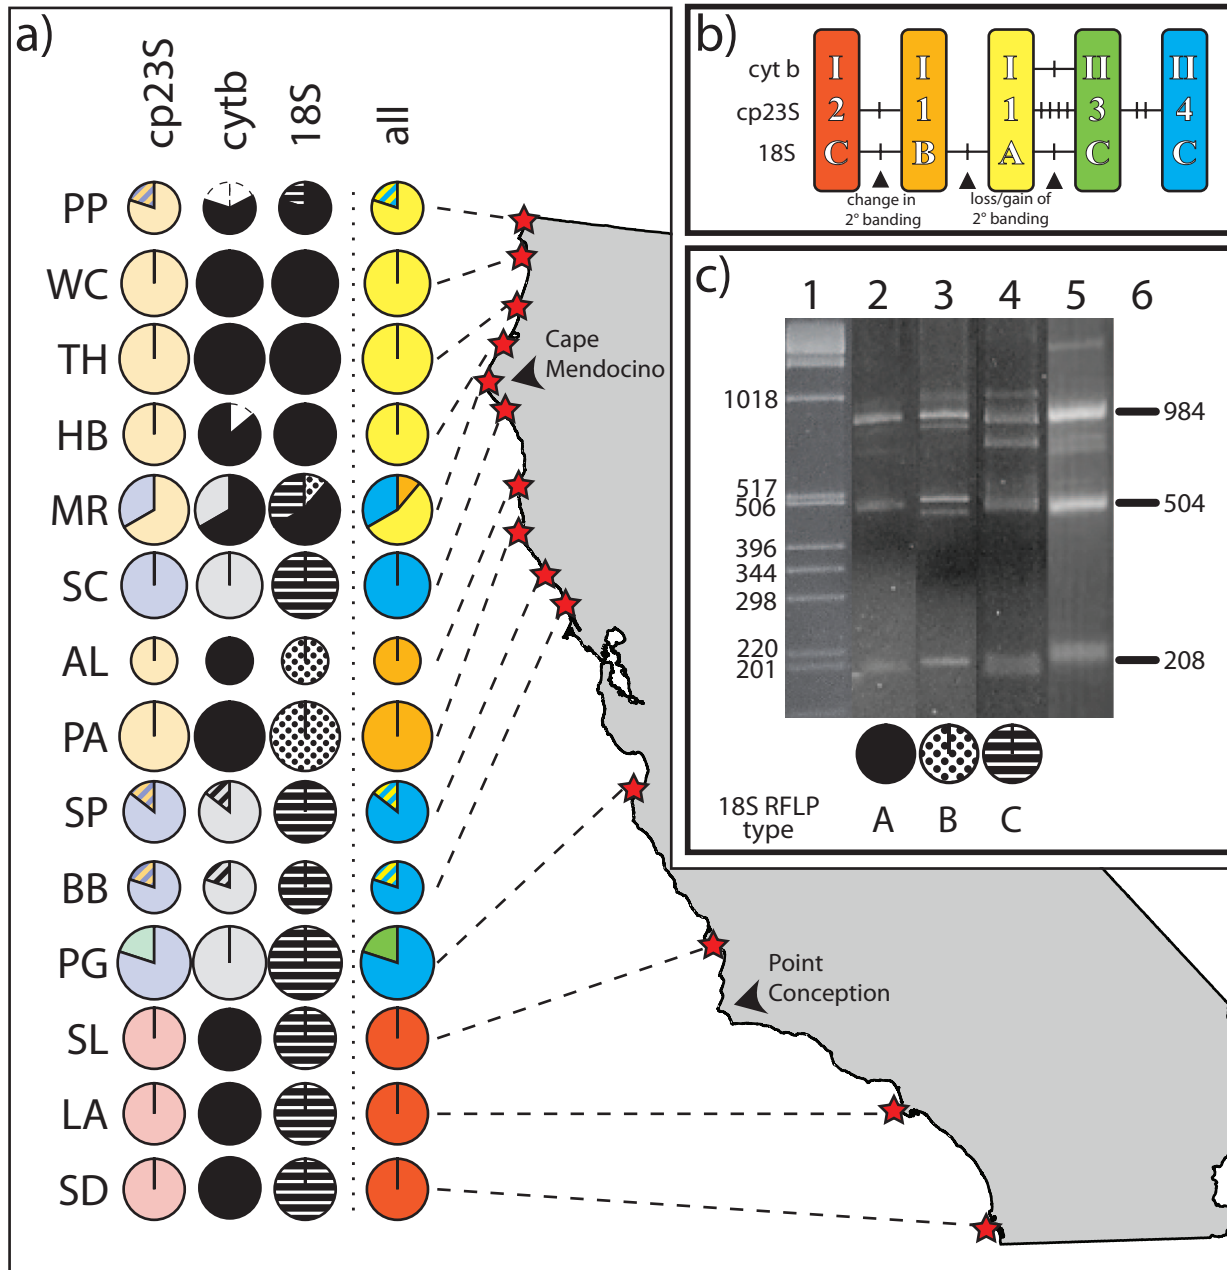 a)
cp23S cytb 18S all
PP
WC
TH
HB
MR
SC
AL
PA
SP
BB
PG
SL
LA
SD
Cape
Mendocino
Point
Conception
b)
cyt b I I I III II
cp23S 2 1 1 3 4
18S C B A C C
change in
2° banding
loss/gain of
2° banding
c)
1 2 3 4 5 6
1018
517
506
396
344
298
220
201
984
504
208
18S RFLP
type
A B C